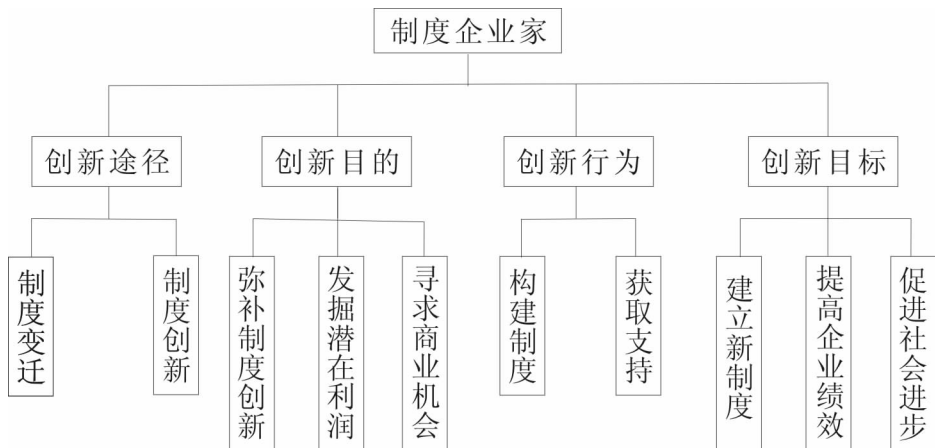 制度企业家
创新途径
创新目的
创新行为
创新目标
制度变迁
制度创新
弥补制度创新
发掘潜在利润
寻求商业机会
构建制度
获取支持
建立新制度
提高企业绩效
促进社会进步